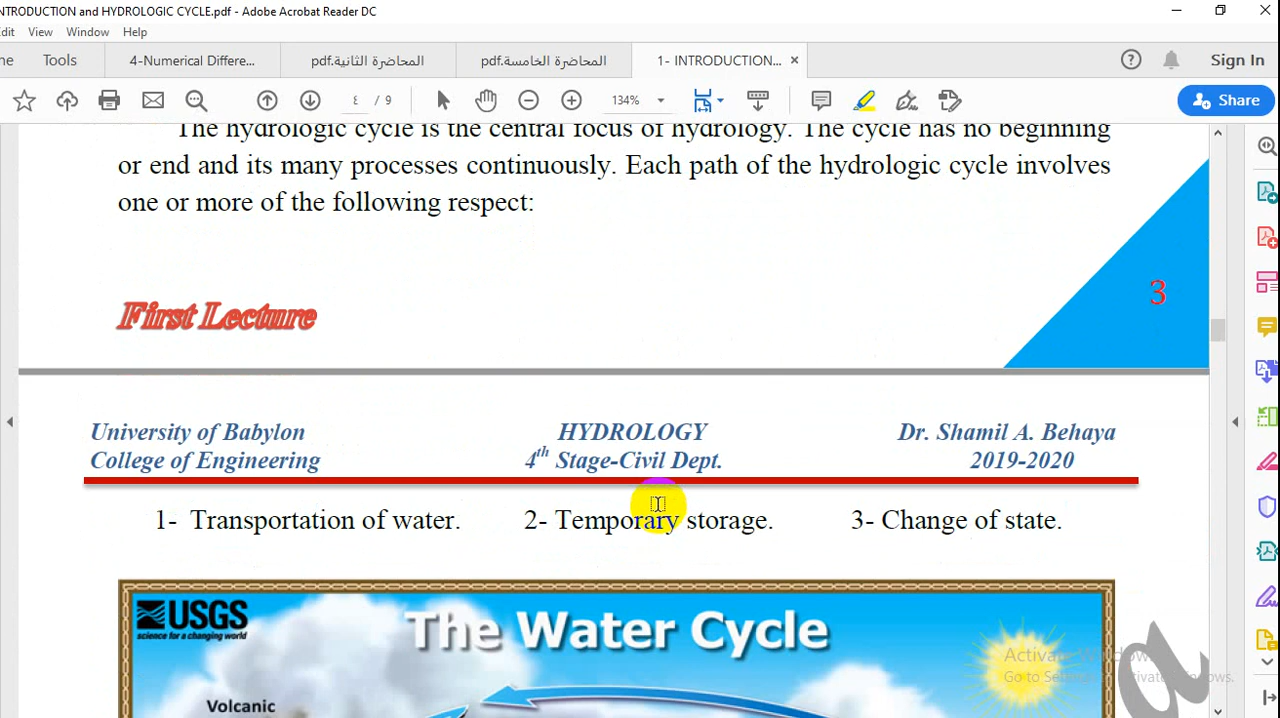 NTRODUCTION and HYDROLOGIC CYCLE.pdf - Adobe Acrobat Reader DC
dit View Window Help
ne Tools 4-Numerical Differe... المحاضرة الثانية.pdf المحاضرة الخامسة.pdf 1- INTRODUCTION... × Sign In
٤ / 9 134% Share
The hydrologic cycle is the central focus of hydrology. The cycle has no beginning
or end and its many processes continuously. Each path of the hydrologic cycle involves
one or more of the following respect:
3
First Lecture
University of Babylon HYDROLOGY Dr. Shamil A. Behaya
College of Engineering 4th Stage-Civil Dept. 2019-2020
1- Transportation of water. 2- Temporary storage. 3- Change of state.
USGS
science for a changing world
The Water Cycle
Volcanic